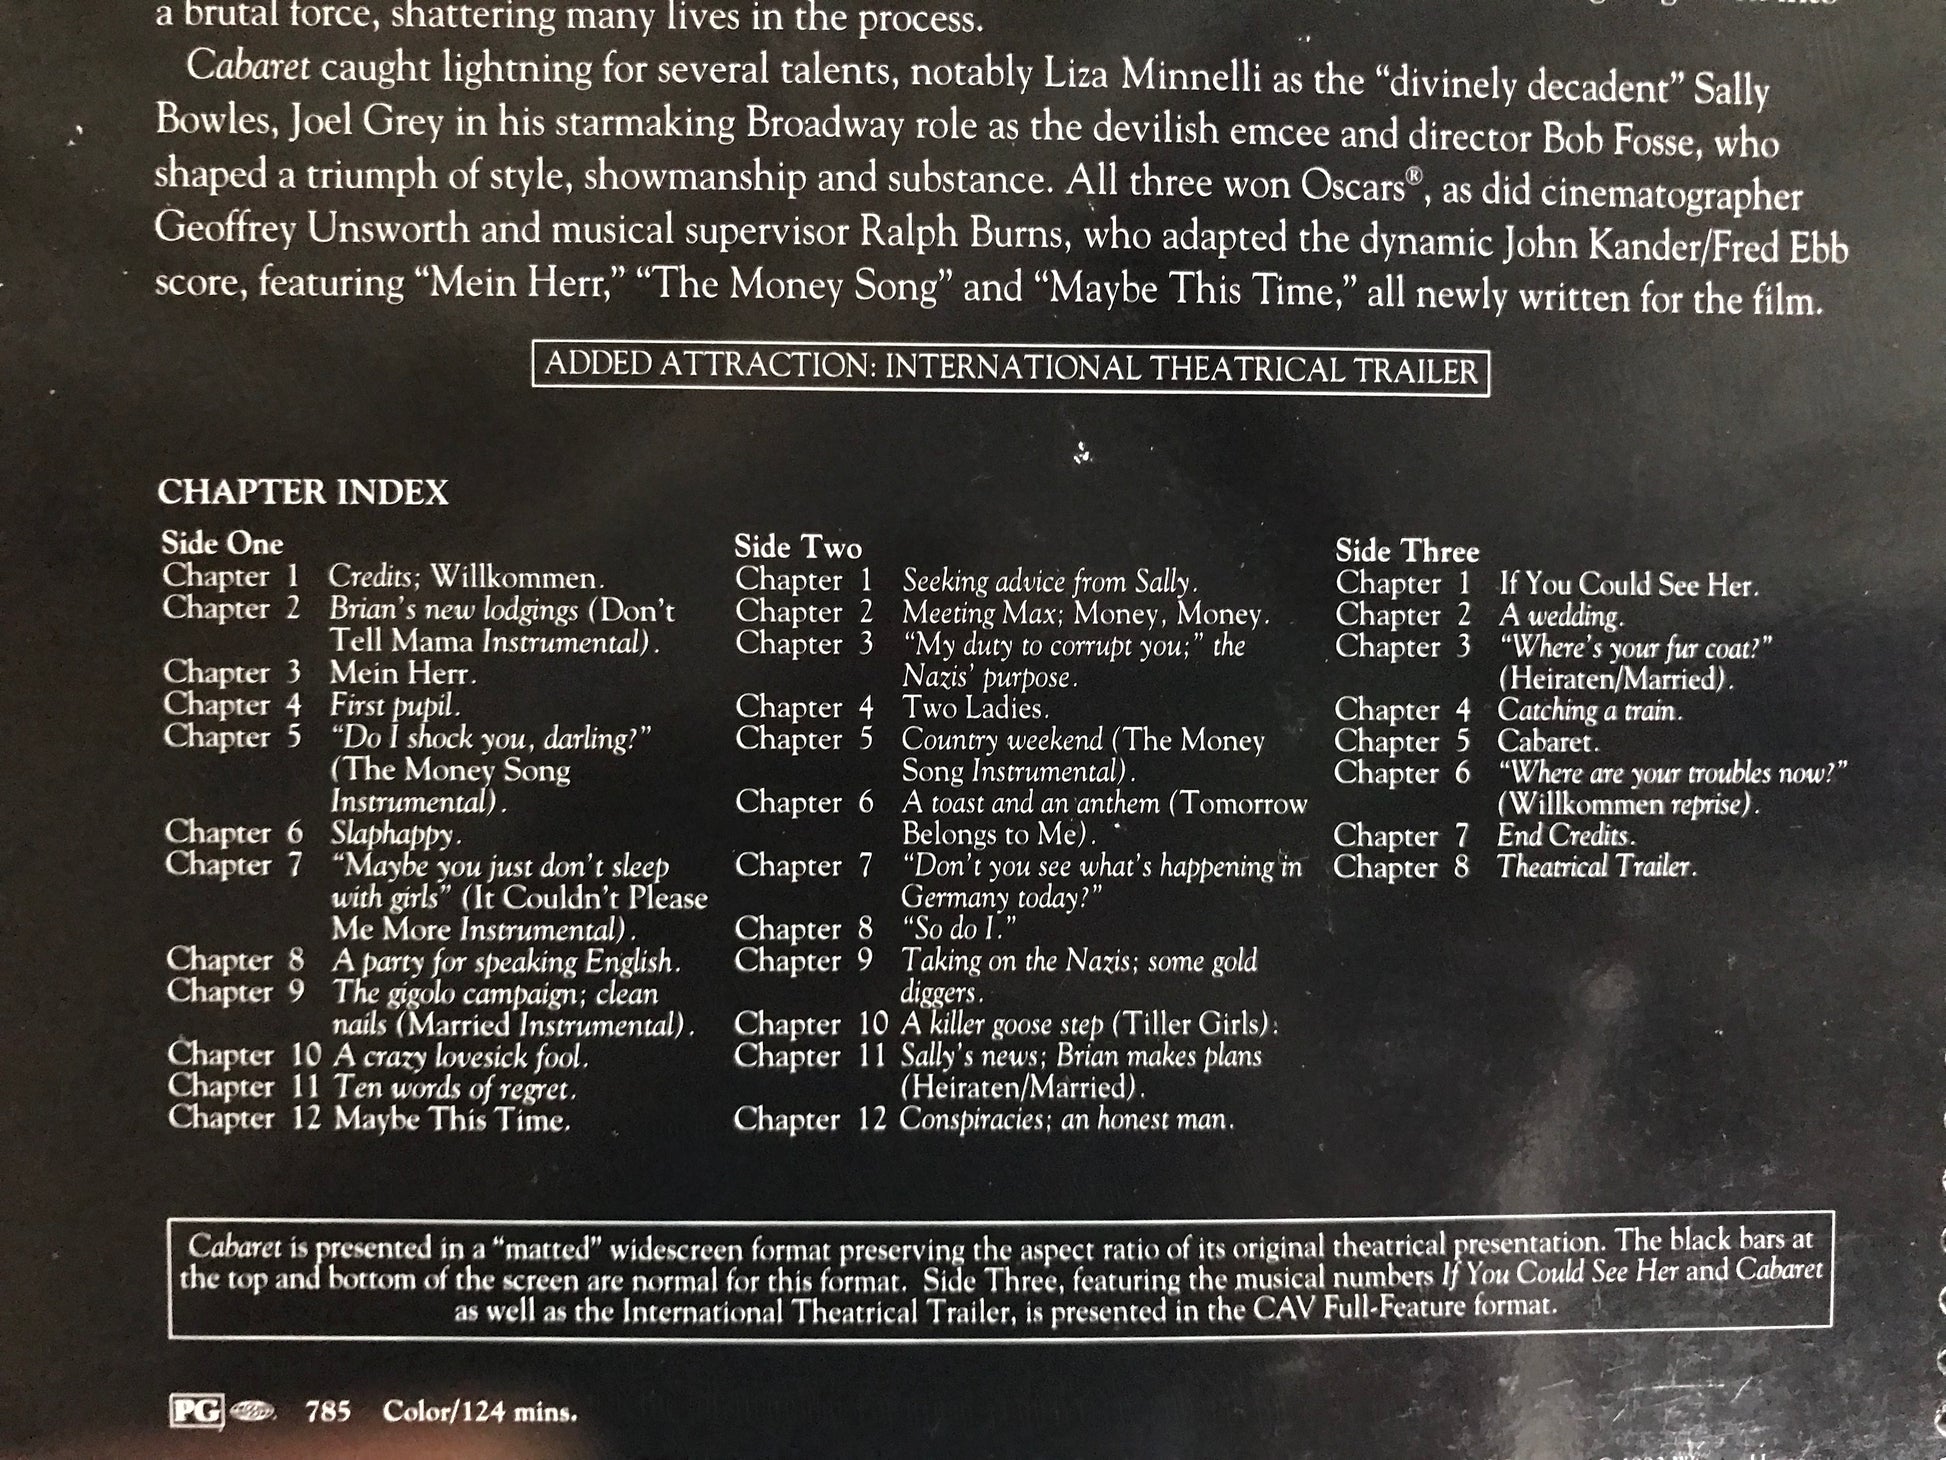 a brutal force, shattering many lives in the process.
Cabaret caught lightning for several talents, notably Liza Minnelli as the “divinely decadent” Sally
Bowles, Joel Grey in his starmaking Broadway role as the devilish emcee and director Bob Fosse, who
shaped a triumph of style, showmanship and substance. All three won Oscars®, as did cinematographer
Geoffrey Unsworth and musical supervisor Ralph Burns, who adapted the dynamic John Kander/Fred Ebb
score, featuring “Mein Herr,” “The Money Song” and “Maybe This Time,” all newly written for the film.
ADDED ATTRACTION: INTERNATIONAL THEATRICAL TRAILER
CHAPTER INDEX
Side One
Chapter 1 Credits; Willkommen.
Chapter 2 Brian's new lodgings (Don't
Tell Mama Instrumental).
Chapter 3 Mein Herr.
Chapter 4 First pupil.
Chapter 5 “Do I shock you, darling?”
(The Money Song
Instrumental).
Chapter 6 Slaphappy.
Chapter 7 “Maybe you just don't sleep
with girls” (It Couldn't Please
Me More Instrumental).
Chapter 8 A party for speaking English.
Chapter 9 The gigolo campaign; clean
nails (Married Instrumental).
Chapter 10 A crazy lovesick fool.
Chapter 11 Ten words of regret.
Chapter 12 Maybe This Time.
Side Two
Chapter 1 Seeking advice from Sally.
Chapter 2 Meeting Max; Money, Money.
Chapter 3 “My duty to corrupt you;” the
Nazis' purpose.
Chapter 4 Two Ladies.
Chapter 5 Country weekend (The Money
Song Instrumental).
Chapter 6 A toast and an anthem (Tomorrow
Belongs to Me).
Chapter 7 “Don't you see what's happening in
Germany today?”
Chapter 8 “So do I.”
Chapter 9 Taking on the Nazis; some gold
diggers.
Chapter 10 A killer goose step (Tiller Girls).
Chapter 11 Sally's news; Brian makes plans
(Heiraten/Married).
Chapter 12 Conspiracies; an honest man.
Side Three
Chapter 1 If You Could See Her.
Chapter 2 A wedding.
Chapter 3 “Where's your fur coat?”
(Heiraten/Married).
Chapter 4 Catching a train.
Chapter 5 Cabaret.
Chapter 6 “Where are your troubles now?”
(Willkommen reprise).
Chapter 7 End Credits.
Chapter 8 Theatrical Trailer.
Cabaret is presented in a “matted” widescreen format preserving the aspect ratio of its original theatrical presentation. The black bars at
the top and bottom of the screen are normal for this format. Side Three, featuring the musical numbers If You Could See Her and Cabaret
as well as the International Theatrical Trailer, is presented in the CAV Full-Feature format.
PG 785 Color/124 mins.